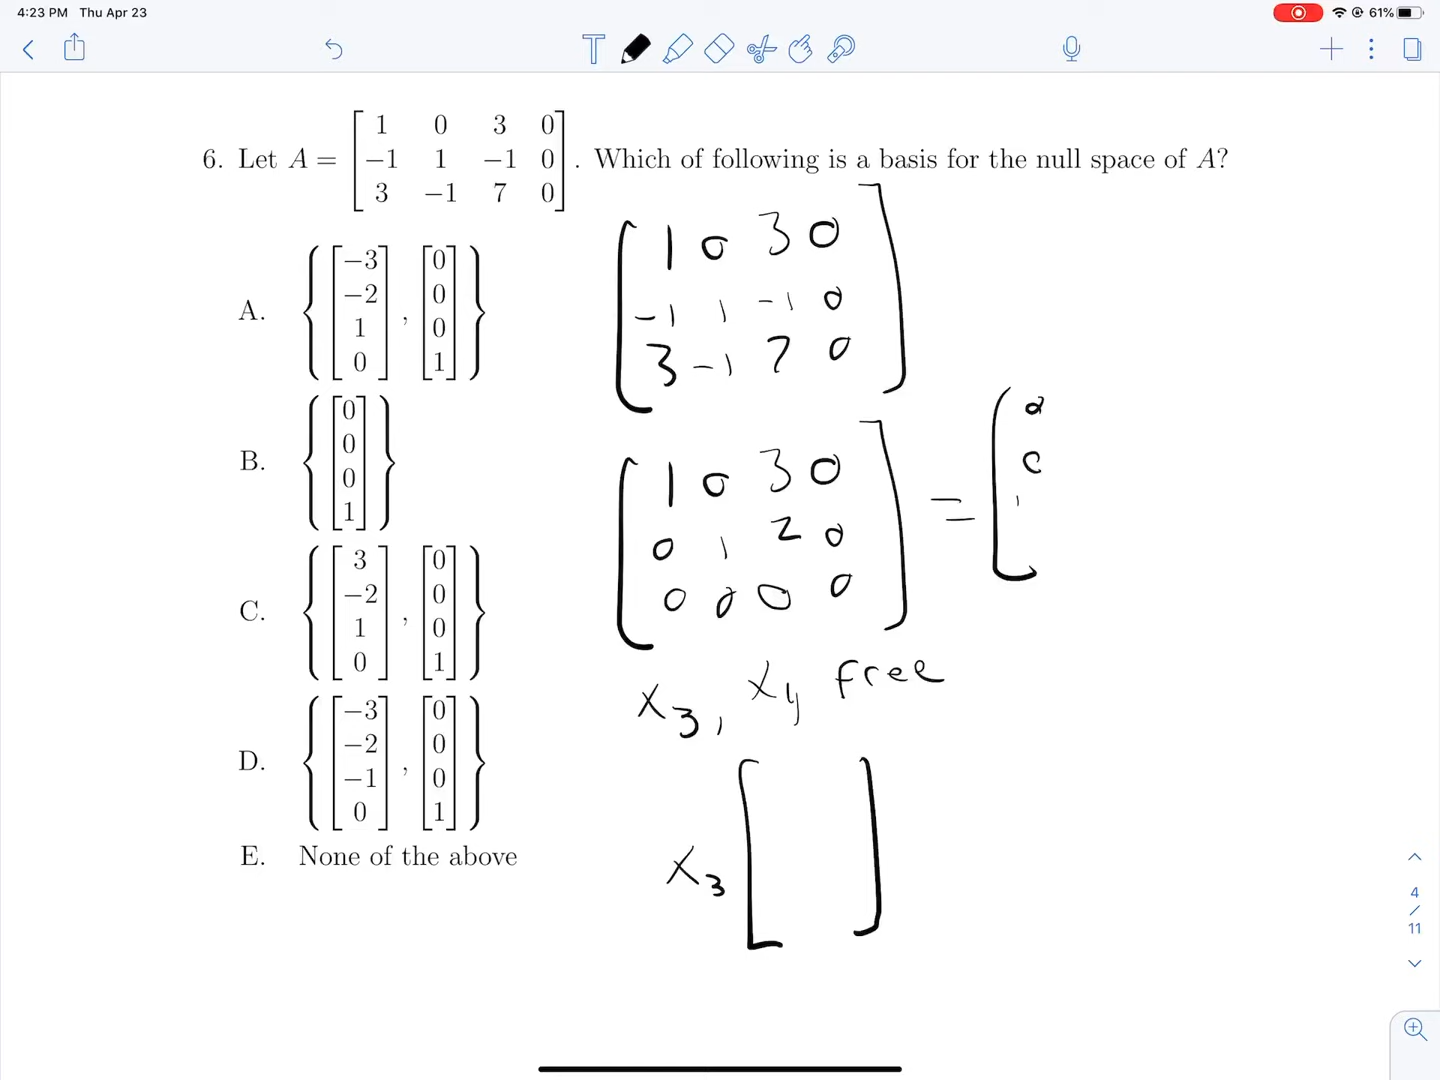 4:23 PM Thu Apr 23
61%
6. Let A = [1 0 3 0; −1 1 −1 0; 3 −1 7 0]. Which of following is a basis for the null space of A?
A. { [−3 −2 1 0], [0 0 0 1] }
B. { [0 0 0 1] }
C. { [3 −2 1 0], [0 0 0 1] }
D. { [−3 −2 −1 0], [0 0 0 1] }
E. None of the above
1 0 3 0
-1 1 -1 0
3 -1 7 0
1 0 3 0
0 1 2 0
0 0 0 0
=
x3, x4 free
x3
4
/
11